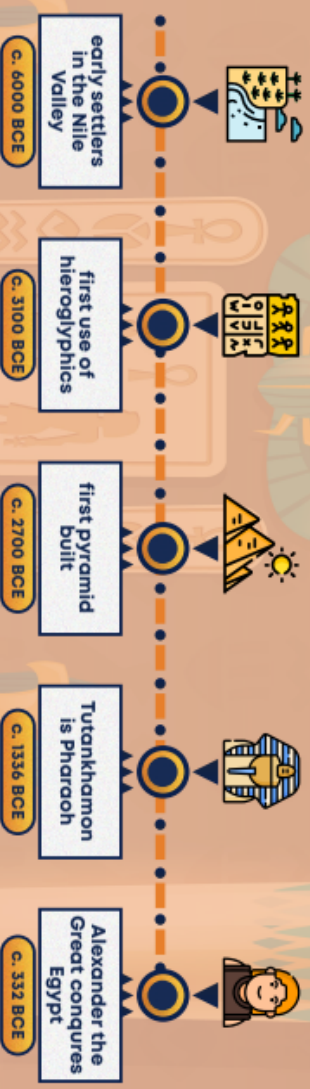 early settlers
in the Nile
Valley
c. 6000 BCE
first use of
hieroglyphics
c. 3100 BCE
first pyramid
built
c. 2700 BCE
Tutankhamon
is Pharaoh
c. 1336 BCE
Alexander the
Great conqures
Egypt
c. 332 BCE